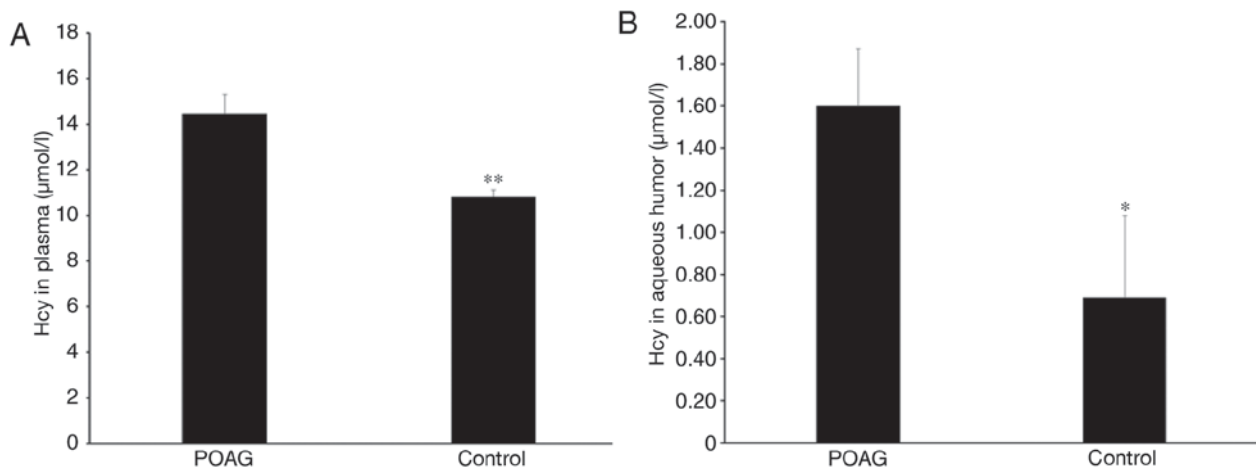 A
Hcy in plasma (μmol/l)
18
16
14
12
10
8
6
4
2
0
**
POAG
Control
B
Hcy in aqueous humor (μmol/l)
2.00
1.80
1.60
1.40
1.20
1.00
0.80
0.60
0.40
0.20
0
*
POAG
Control